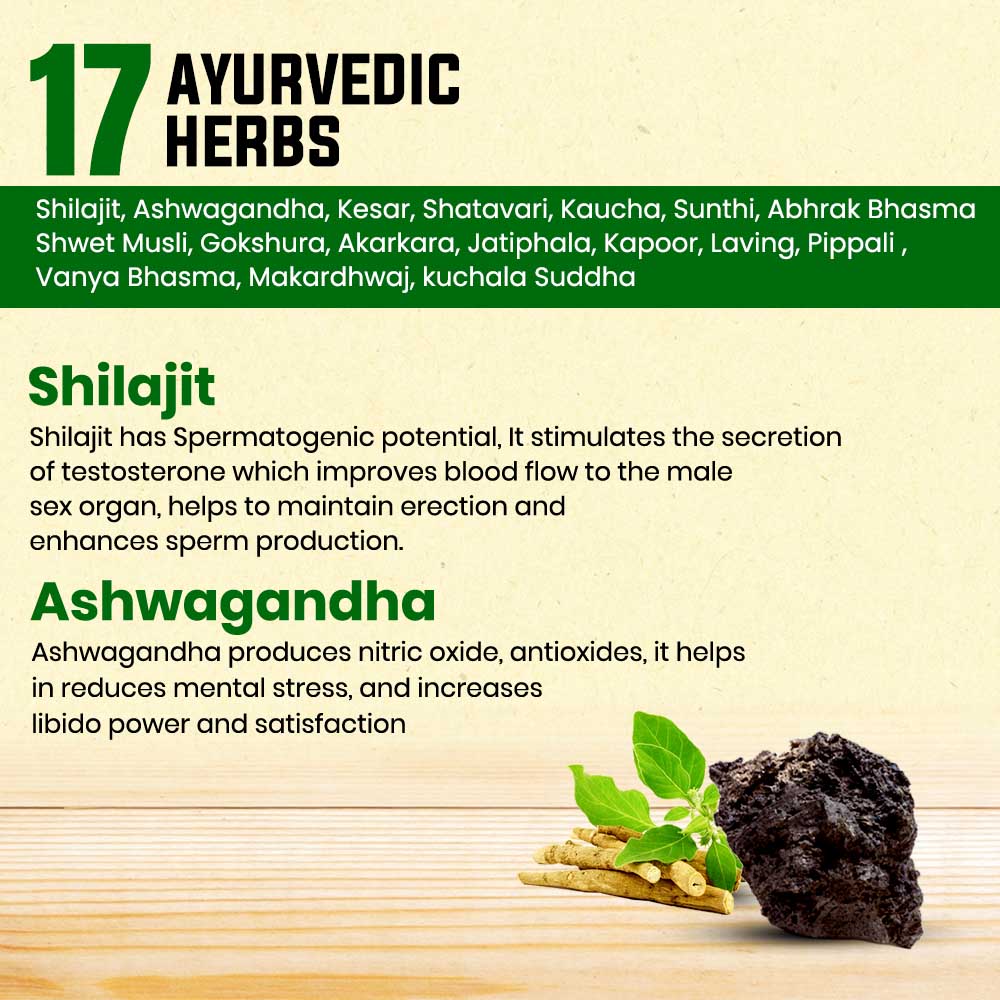 17 AYURVEDIC
HERBS
Shilajit, Ashwagandha, Kesar, Shatavari, Kaucha, Sunthi, Abhrak Bhasma
Shwet Musli, Gokshura, Akarkara, Jatiphala, Kapoor, Laving, Pippali ,
Vanya Bhasma, Makardhwaj, kuchala Suddha
Shilajit
Shilajit has Spermatogenic potential, It stimulates the secretion
of testosterone which improves blood flow to the male
sex organ, helps to maintain erection and
enhances sperm production.
Ashwagandha
Ashwagandha produces nitric oxide, antioxides, it helps
in reduces mental stress, and increases
libido power and satisfaction